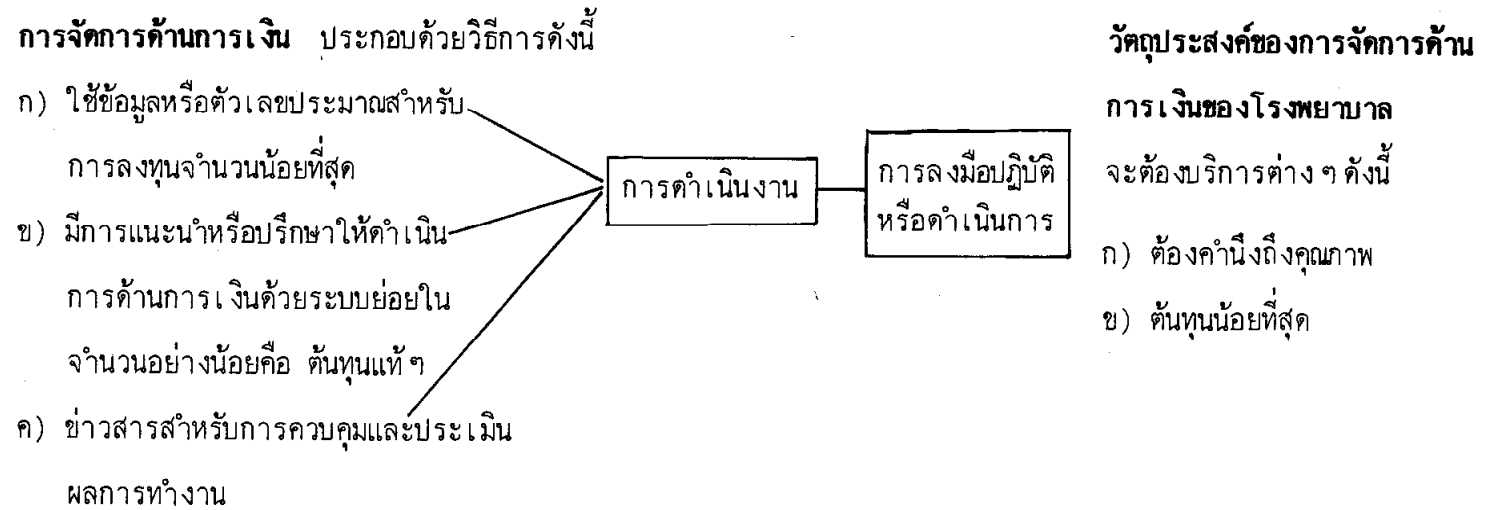 การจัดการด้านการเงิน ประกอบด้วยวิธีการดังนี้
ก) ใช้ข้อมูลหรือตัวเลขประมาณสำหรับ
การลงทุนจำนวนน้อยที่สุด
ข) มีการแนะนำหรือปรึกษาให้ดำเนิน
การด้านการเงินด้วยระบบย่อยใน
จำนวนอย่างน้อยคือ ต้นทุนแท้ๆ
ค) ข่าวสารสำหรับการควบคุมและประเมิน
ผลการทำงาน
การดำเนินงาน
การลงมือปฏิบัติ
หรือดำเนินการ
วัตถุประสงค์ของการจัดการด้าน
การเงินของโรงพยาบาล
จะต้องบริการต่าง ๆ ดังนี้
ก) ต้องคำนึงถึงคุณภาพ
ข) ต้นทุนน้อยที่สุด